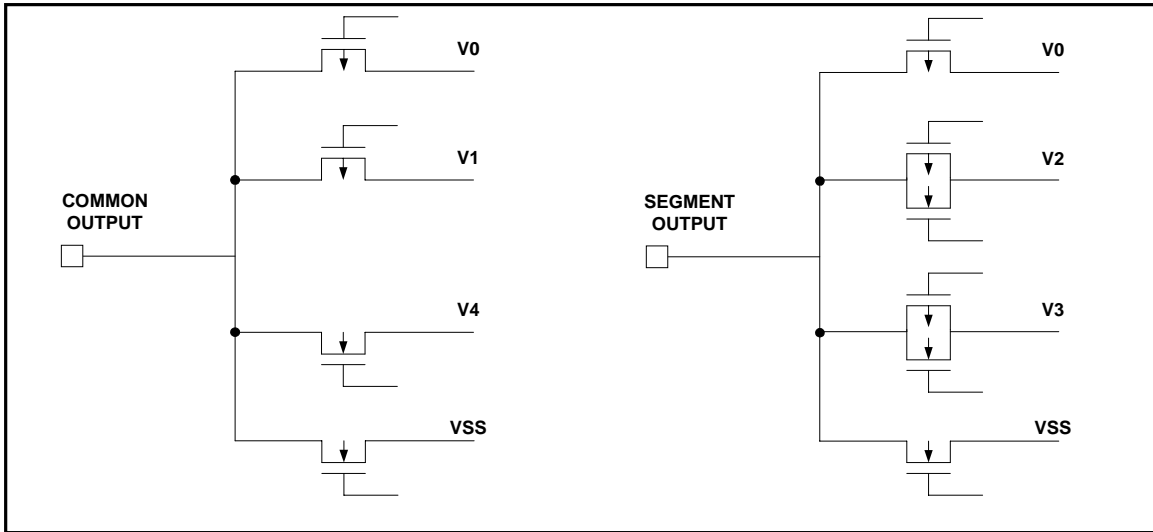 V0
V1
COMMON
OUTPUT
V4
VSS
V0
V2
SEGMENT
OUTPUT
V3
VSS